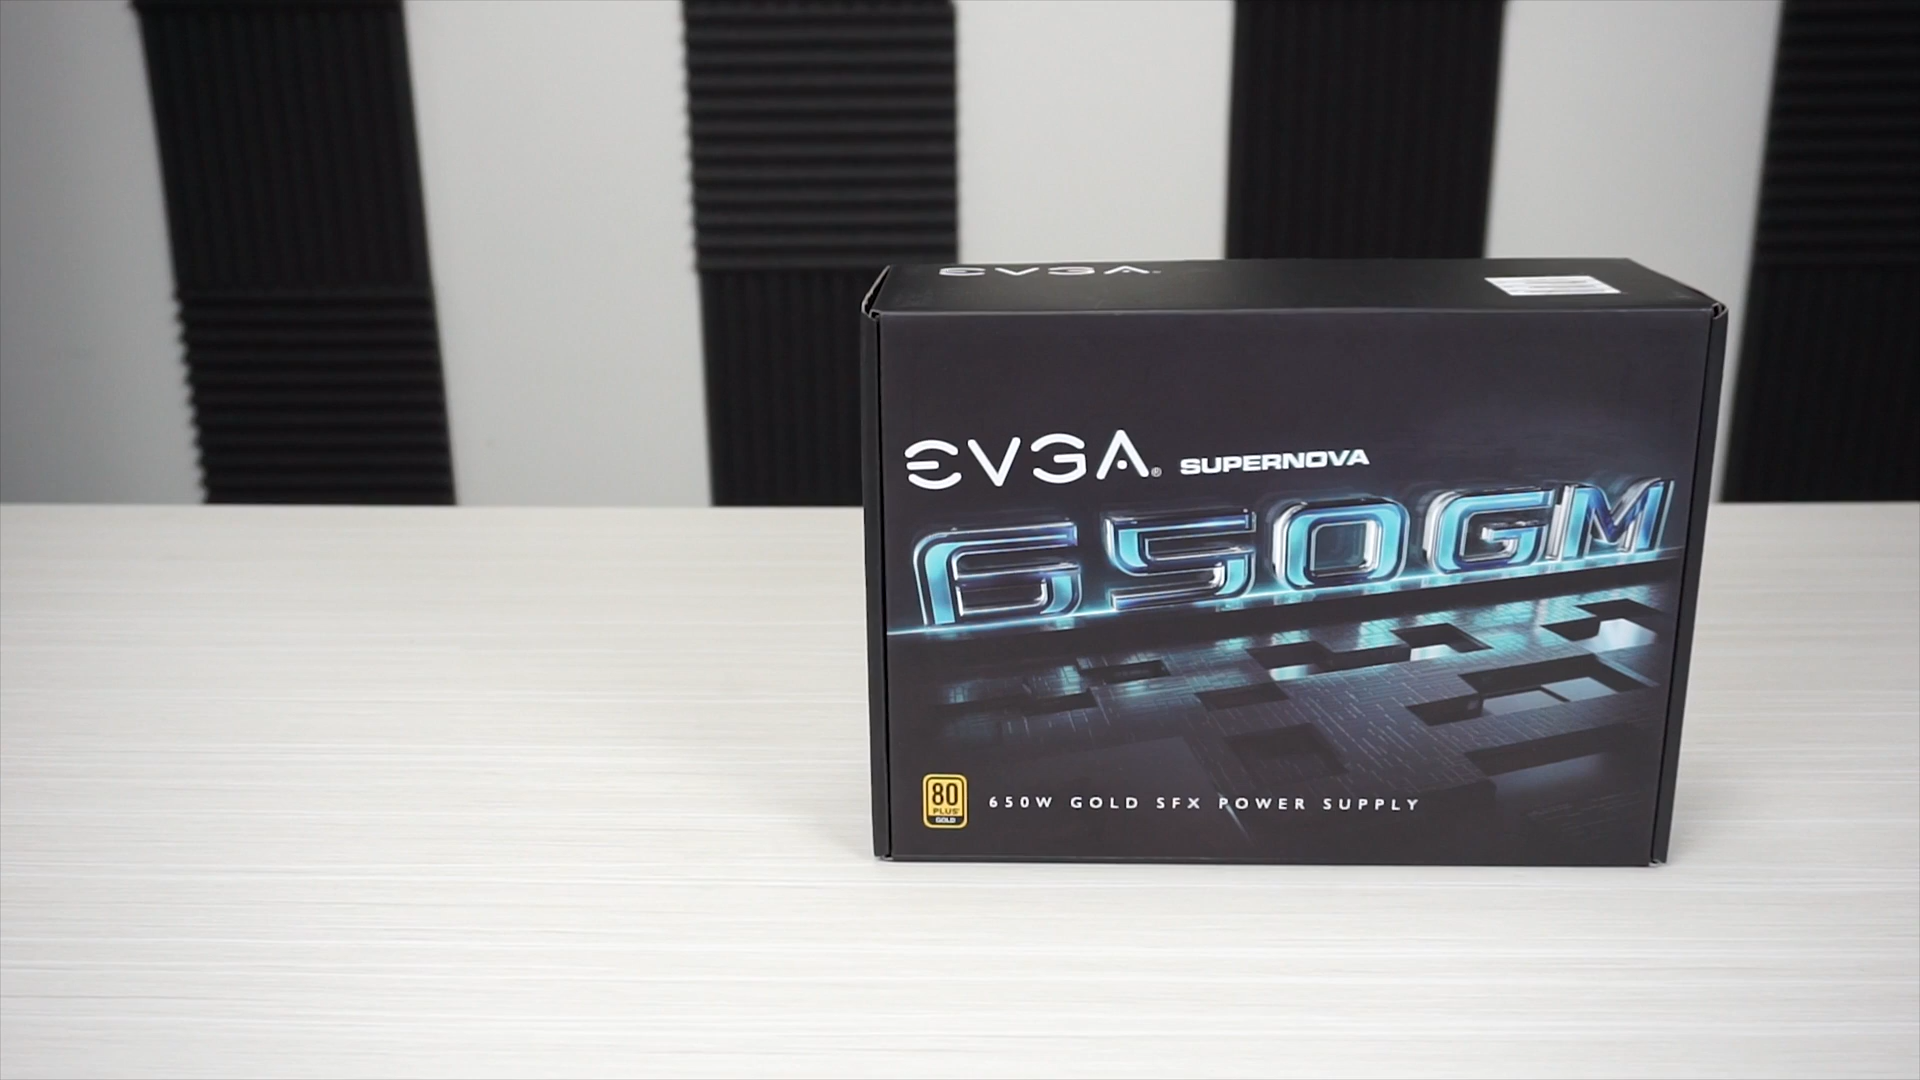 EVGA
EVGA® SUPERNOVA
650GM
80
PLUS
GOLD
650W GOLD SFX POWER SUPPLY